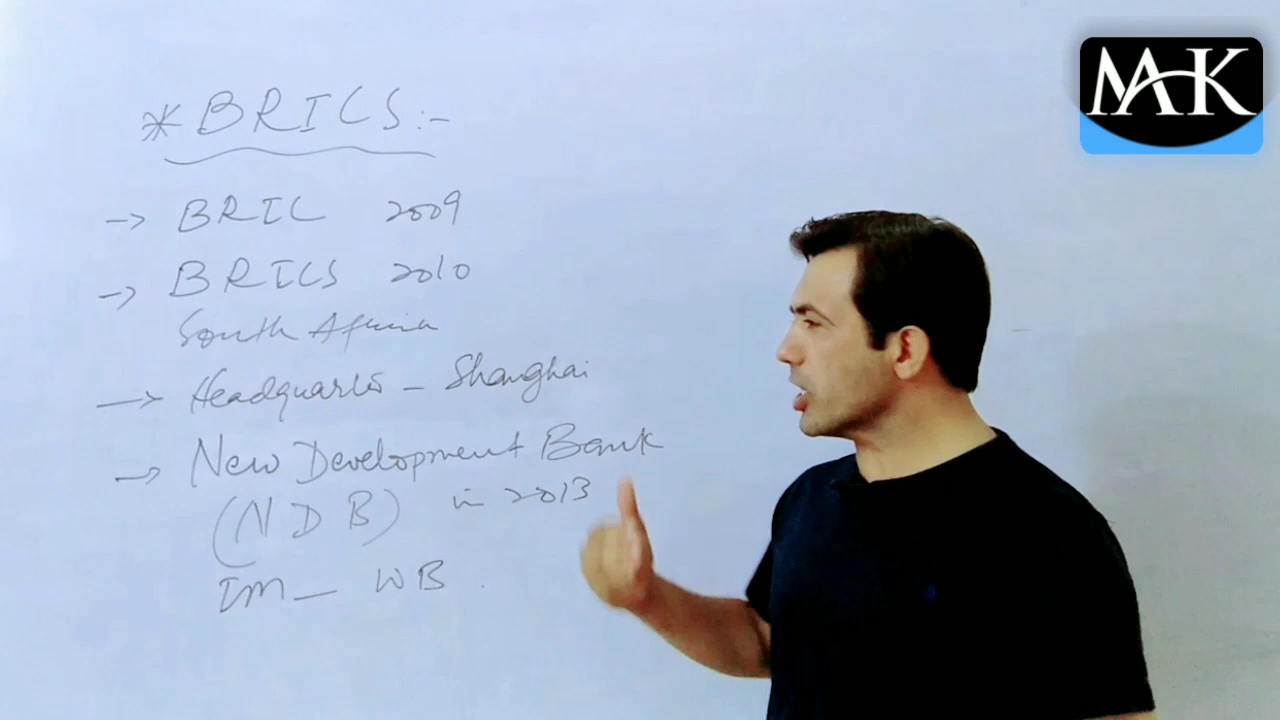 * BRICS:-
→ BRIC 2009
→ BRICS 2010
South Africa
→ Headquarters - Shanghai
→ New Development Bank
(NDB) in 2013
IM_ WB.
MAK